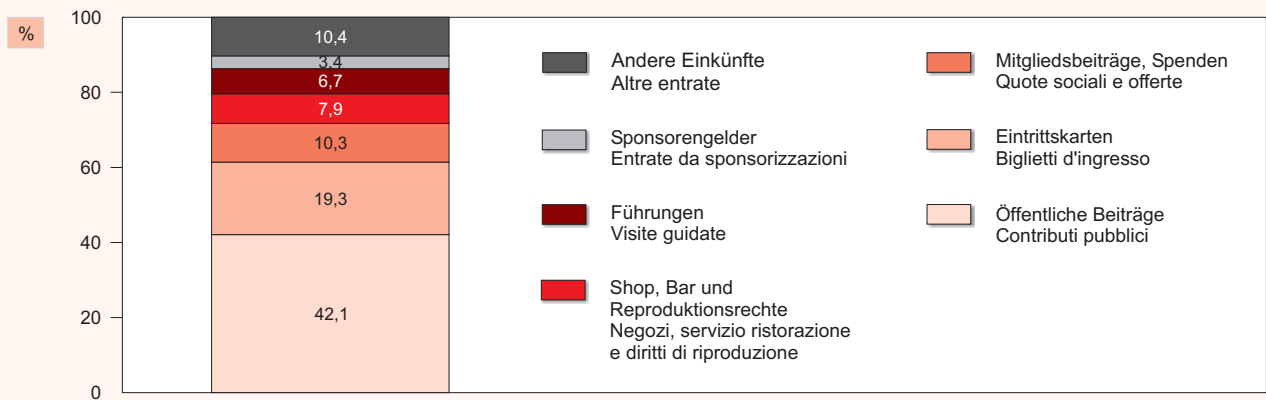 %
100
80
60
40
20
0
10,4
3,4
6,7
7,9
10,3
19,3
42,1
Andere Einkünfte
Altre entrate
Sponsorengelder
Entrate da sponsorizzazioni
Führungen
Visite guidate
Shop, Bar und
Reproduktionsrechte
Negozi, servizio ristorazione
e diritti di riproduzione
Mitgliedsbeiträge, Spenden
Quote sociali e offerte
Eintrittskarten
Biglietti d'ingresso
Öffentliche Beiträge
Contributi pubblici